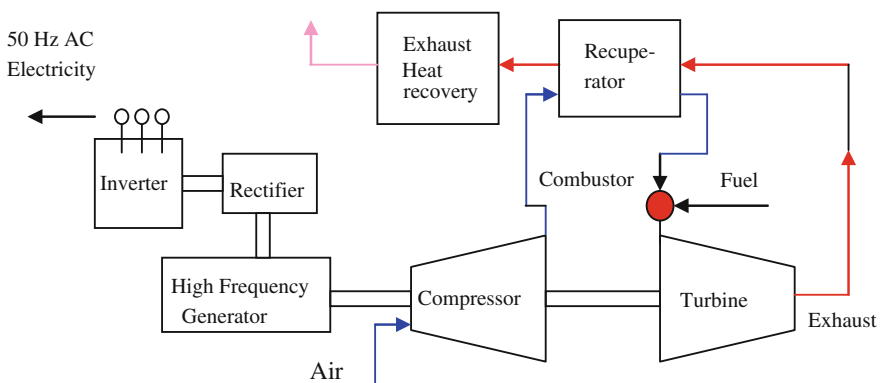 50 Hz AC
Electricity
Exhaust
Heat
recovery
Recupe-
rator
Inverter
Rectifier
Combustor
Fuel
High Frequency
Generator
Compressor
Turbine
Exhaust
Air